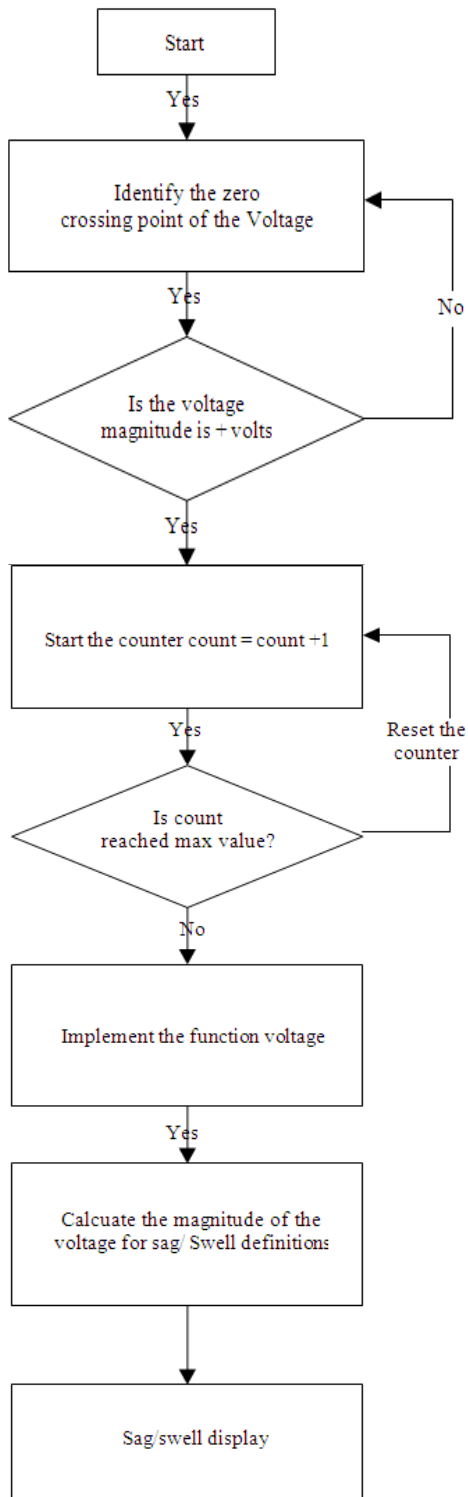 Start
Yes
Identify the zero
crossing point of the Voltage
Yes
No
Is the voltage
magnitude is + volts
Yes
Start the counter count = count +1
Yes
Reset the
counter
Is count
reached max value?
No
Implement the function voltage
Yes
Calcuate the magnitude of the
voltage for sag/ Swell definitions
Sag/swell display